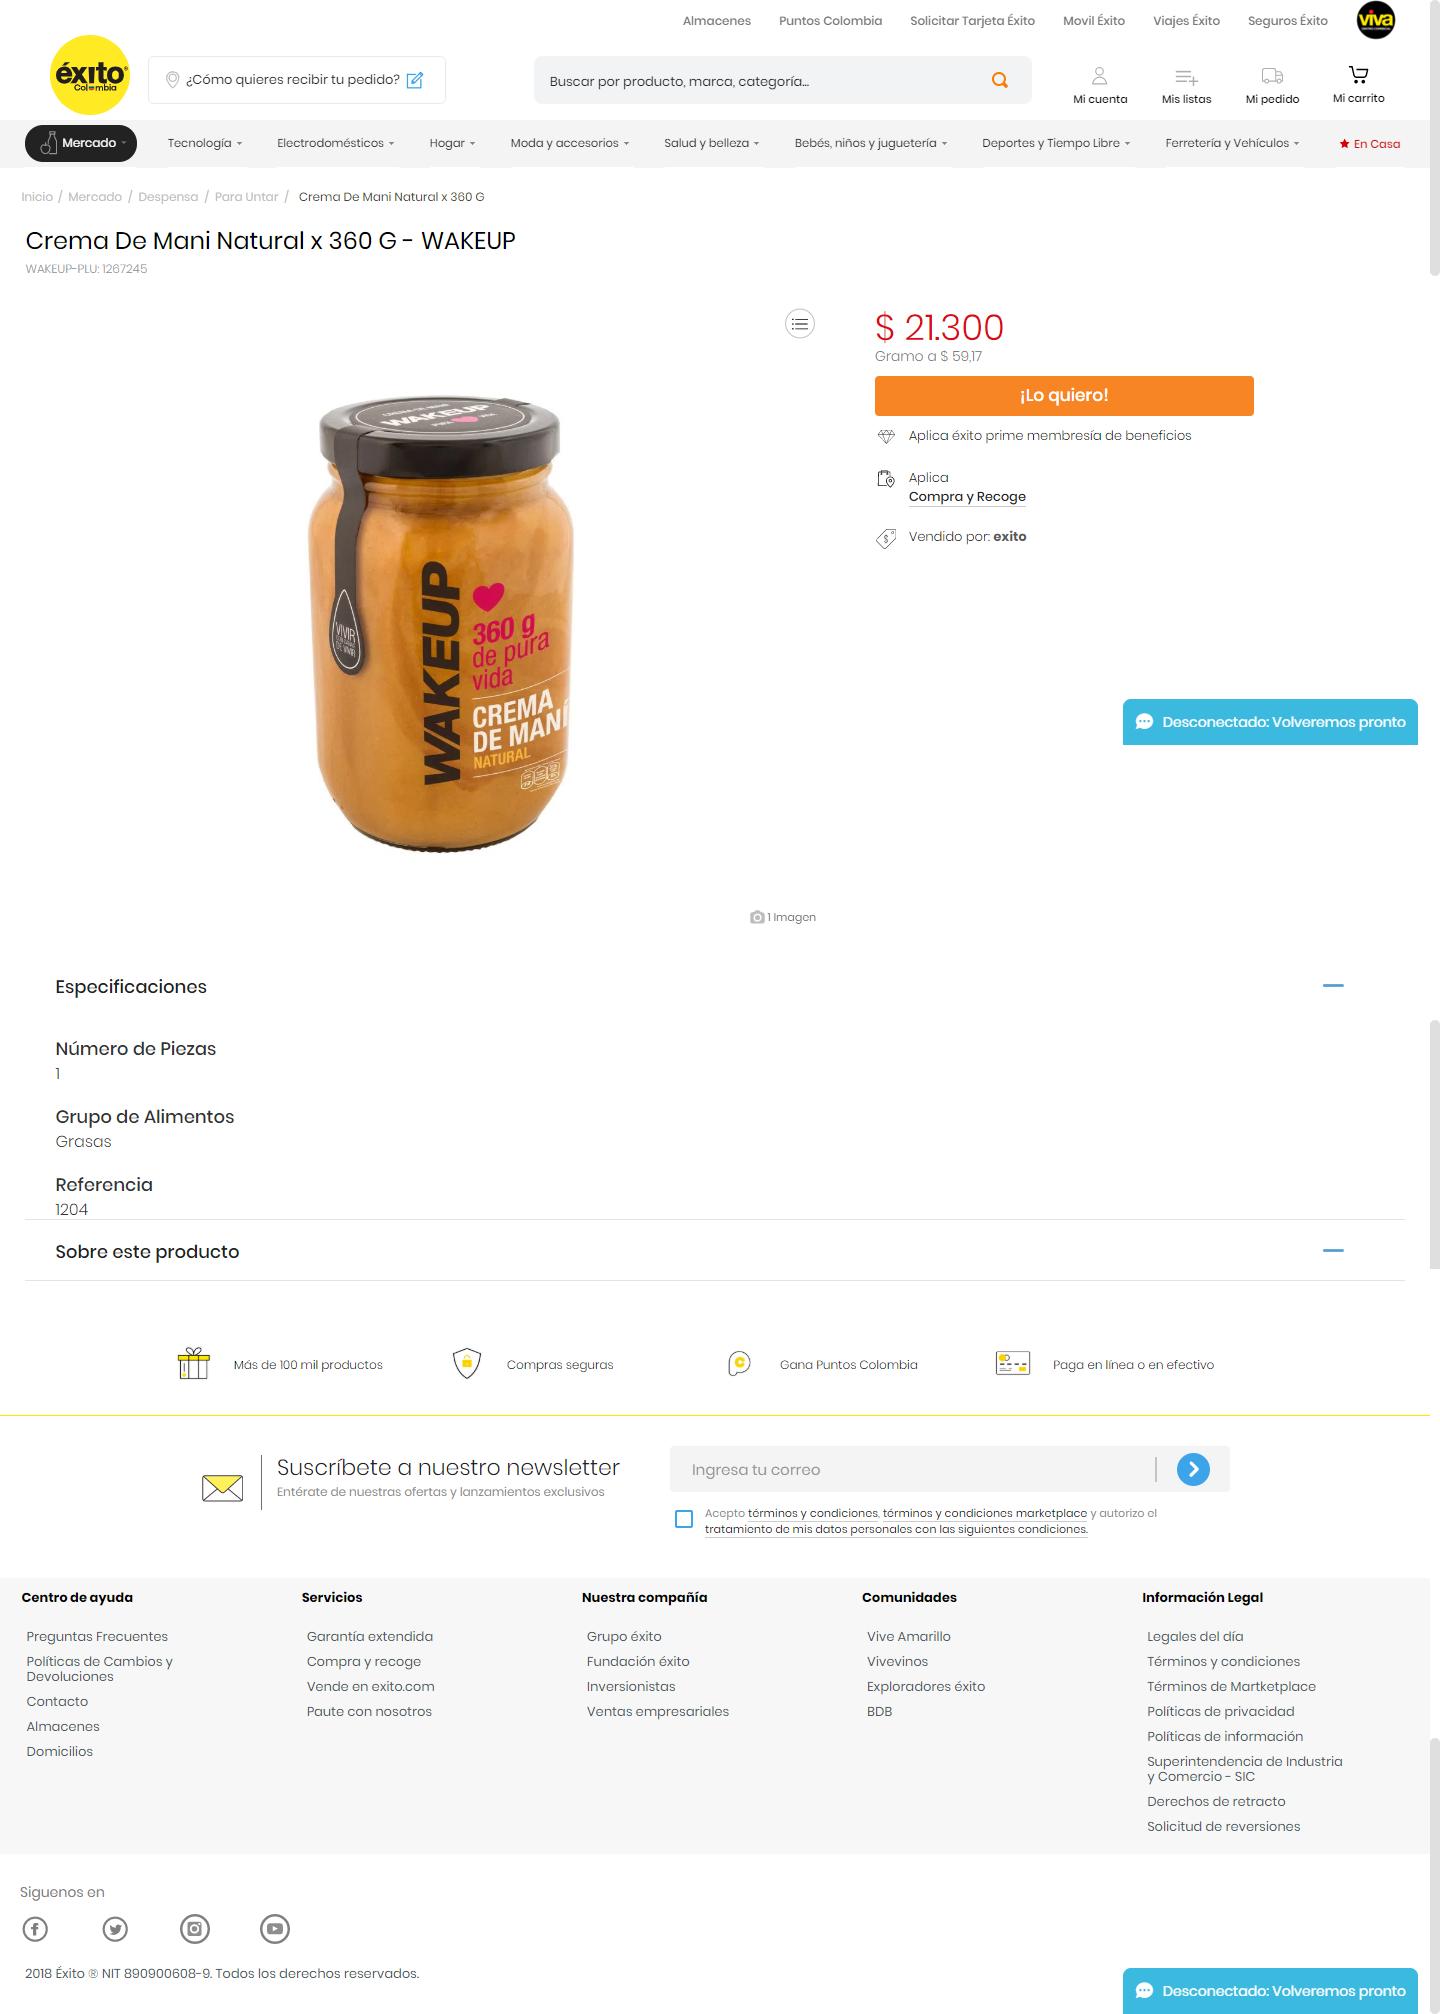 Almacenes Puntos Colombia Solicitar Tarjeta Éxito Movil Éxito Viajes Éxito Seguros Éxito viva
éxito
Colombia
¿Cómo quieres recibir tu pedido?
Buscar por producto, marca, categoría...
Mi cuenta Mis listas Mi pedido Mi carrito
Mercado Tecnología Electrodomésticos Hogar Moda y accesorios Salud y belleza Bebés, niños y juguetería Deportes y Tiempo Libre Ferretería y Vehículos En Casa
Inicio / Mercado / Despensa / Para Untar / Crema De Mani Natural x 360 G
Crema De Mani Natural x 360 G - WAKEUP
WAKEUP-PLU: 1267245
WAKEUP
VIVIR
DE VIVIR
WAKEUP
360 g
de pura
vida
CREMA
DE MANÍ
NATURAL
1 Imagen
$ 21.300
Gramo a $ 59,17
¡Lo quiero!
Aplica éxito prime membresía de beneficios
Aplica
Compra y Recoge
Vendido por: exito
Desconectado: Volveremos pronto
Especificaciones
Número de Piezas
1
Grupo de Alimentos
Grasas
Referencia
1204
Sobre este producto
Más de 100 mil productos Compras seguras Gana Puntos Colombia Paga en línea o en efectivo
Suscríbete a nuestro newsletter
Entérate de nuestras ofertas y lanzamientos exclusivos
Ingresa tu correo
Acepto términos y condiciones, términos y condiciones marketplace y autorizo el
tratamiento de mis datos personales con las siguientes condiciones.
Centro de ayuda
Preguntas Frecuentes
Políticas de Cambios y
Devoluciones
Contacto
Almacenes
Domicilios
Servicios
Garantía extendida
Compra y recoge
Vende en exito.com
Paute con nosotros
Nuestra compañía
Grupo éxito
Fundación éxito
Inversionistas
Ventas empresariales
Comunidades
Vive Amarillo
Vivevinos
Exploradores éxito
BDB
Información Legal
Legales del día
Términos y condiciones
Términos de Martketplace
Políticas de privacidad
Políticas de información
Superintendencia de Industria
y Comercio - SIC
Derechos de retracto
Solicitud de reversiones
Siguenos en
2018 Éxito ® NIT 890900608-9. Todos los derechos reservados.
Desconectado: Volveremos pronto